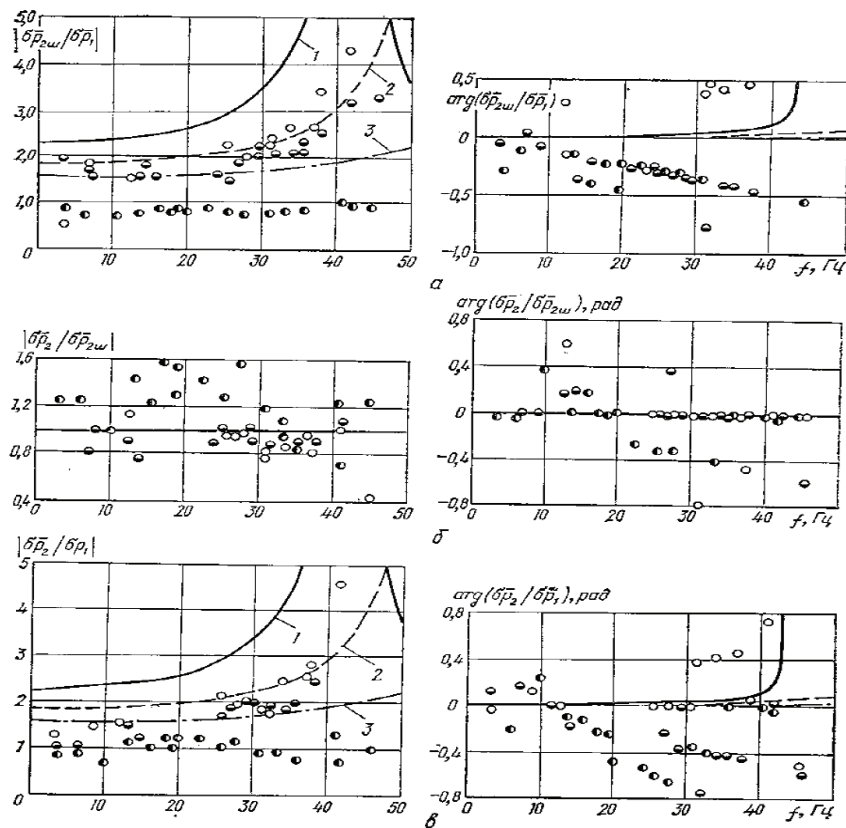 |δp̄₂ш/δp̄₁|
5,0
4,0
3,0
2,0
1,0
0
0 10 20 30 40 50
1
2
3
arg(δp̄₂ш/δp̄₁)
0,5
0
-0,5
-1,0
0 10 20 30 40 f, Гц
а
|δp̄₂/δp̄₂ш|
1,6
1,2
0,8
0,4
0 10 20 30 40 50
arg(δp̄₂/δp̄₂ш), рад
0,8
0,4
0
-0,4
-0,8
0 10 20 30 40 f, Гц
б
|δp̄₂/δp₁|
5
4
3
2
1
0
0 10 20 30 40 50
1
2
3
arg(δp̄₂/δp̄₁), рад
0,8
0,4
0
-0,4
-0,8
0 10 20 30 40 f, Гц
в